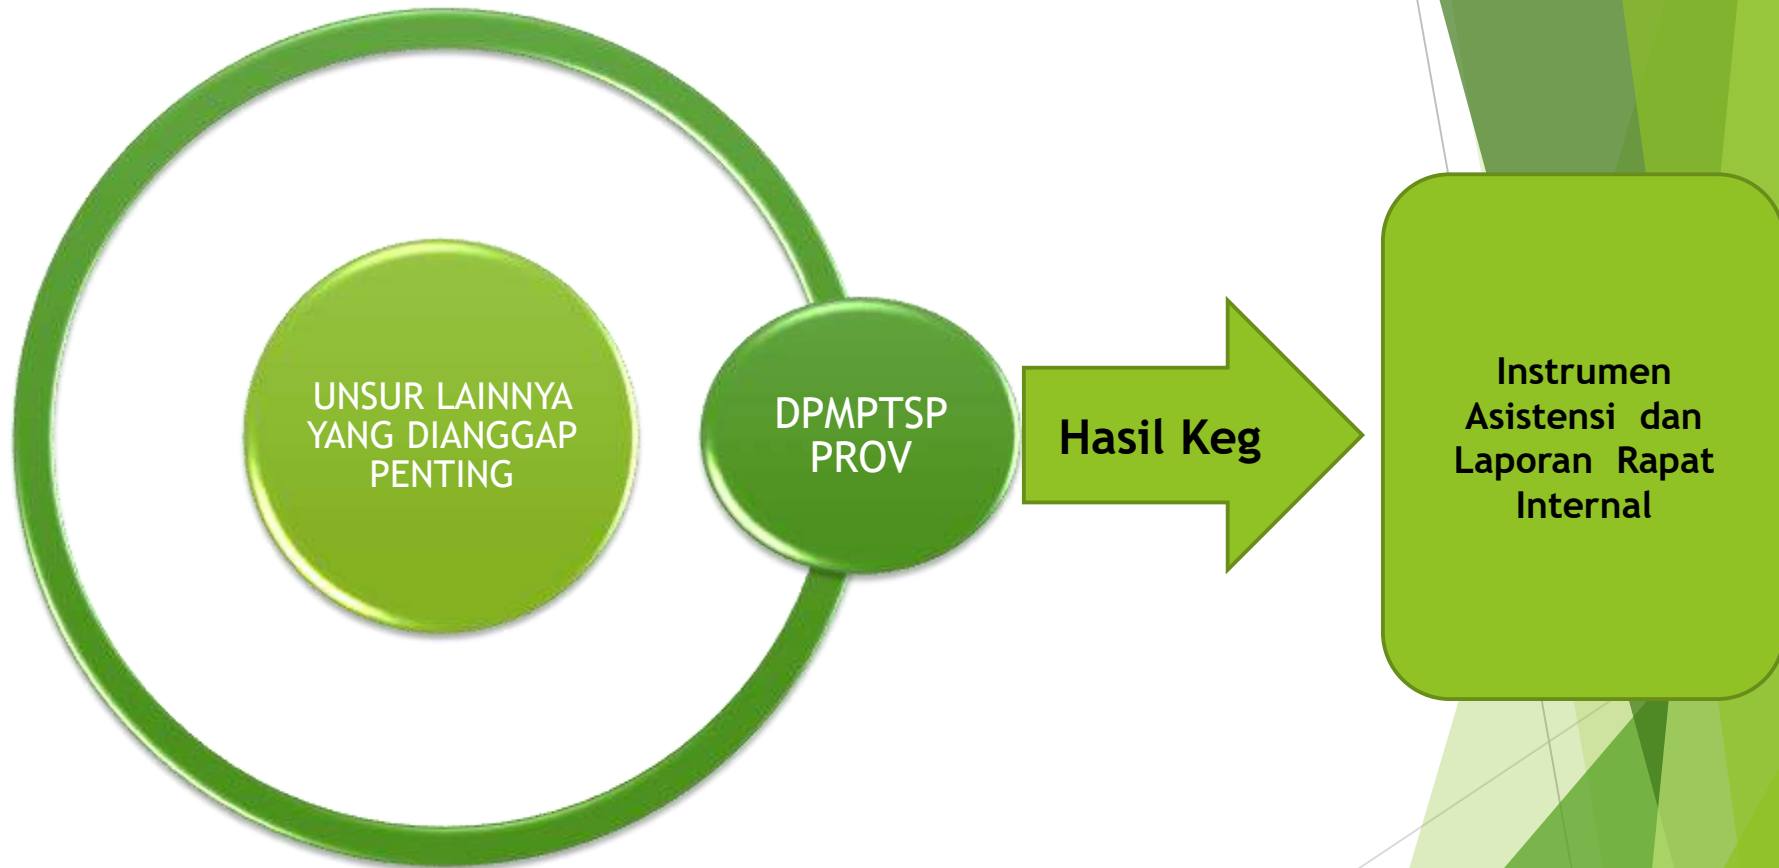 UNSUR LAINNYA
YANG DIANGGAP
PENTING
DPMPTSP
PROV
Hasil Keg
Instrumen
Asistensi dan
Laporan Rapat
Internal